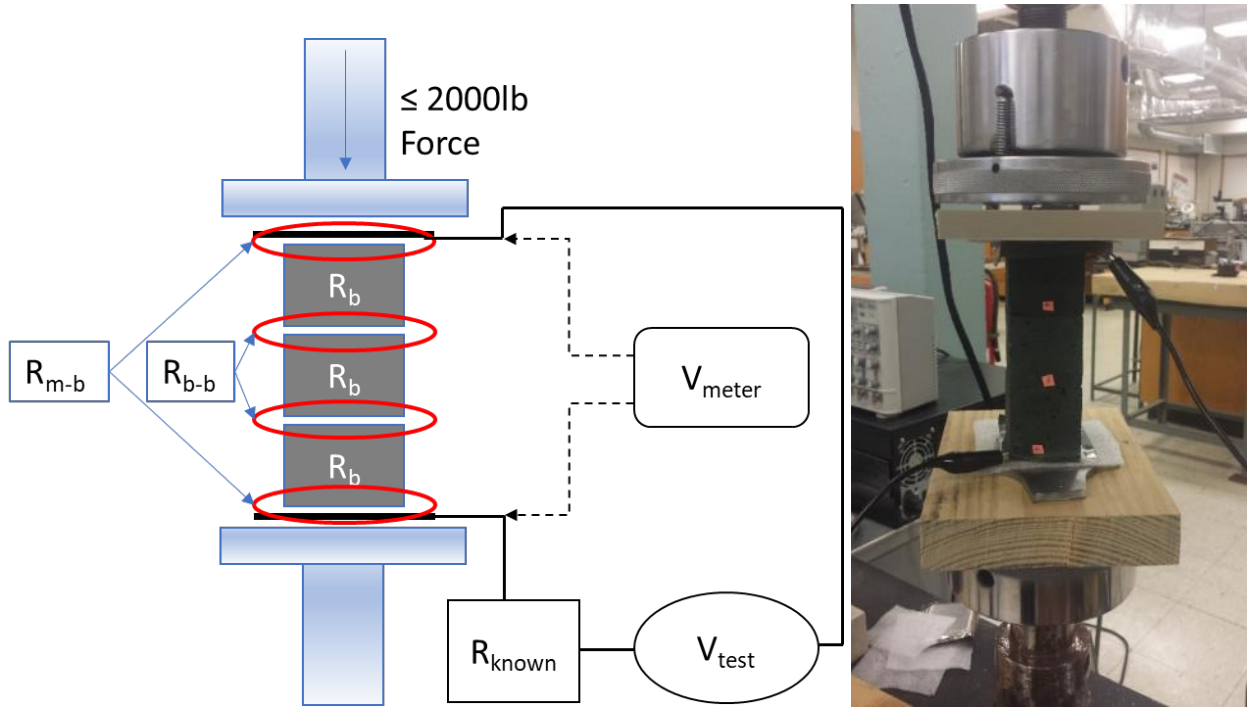 ≤ 2000lb
Force
R_b
R_m-b
R_b-b
R_b
V_meter
R_b
R_known
V_test